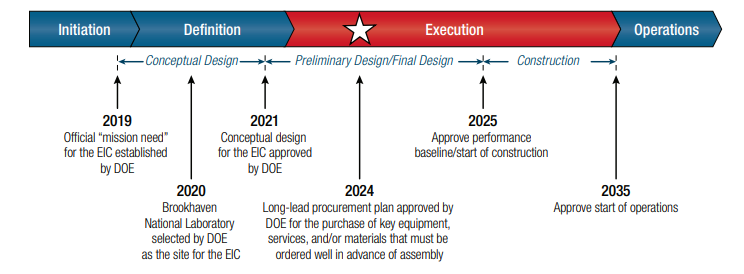 Initiation
Definition
Execution
Operations
Conceptual Design
Preliminary Design/Final Design
Construction
2019
Official “mission need”
for the EIC established
by DOE
2021
Conceptual design
for the EIC approved
by DOE
2025
Approve performance
baseline/start of construction
2020
Brookhaven
National Laboratory
selected by DOE
as the site for the EIC
2024
Long-lead procurement plan approved by
DOE for the purchase of key equipment,
services, and/or materials that must be
ordered well in advance of assembly
2035
Approve start of operations